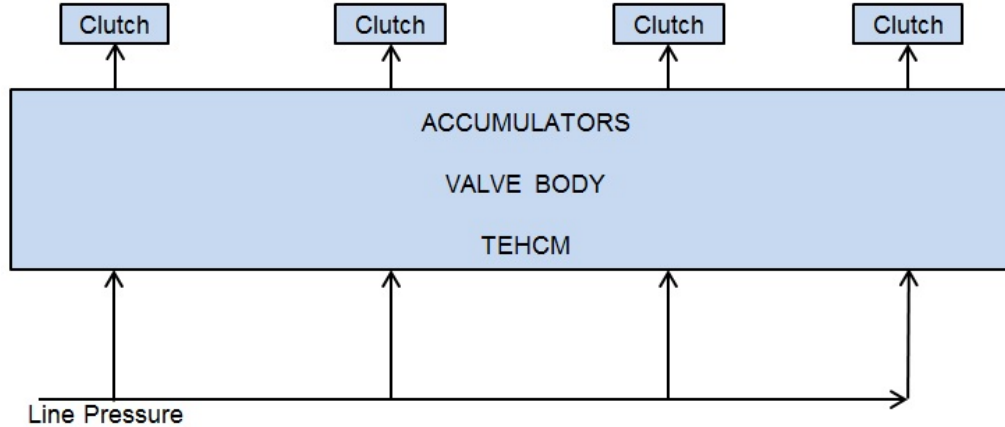 Clutch Clutch Clutch Clutch
ACCUMULATORS
VALVE BODY
TEHCM
Line Pressure